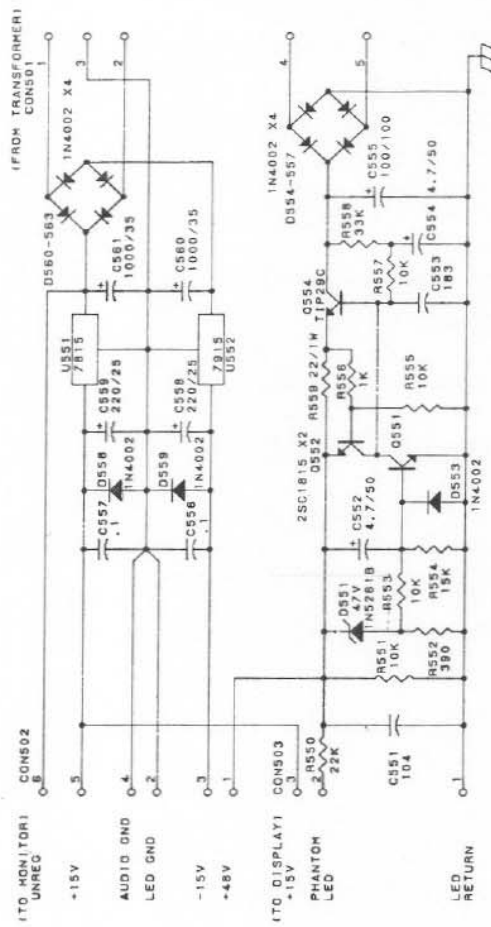 (FROM TRANSFORMER)
CON501
1
3
2
1N4002 X4
D560-563
C561
1000/35
C560
1000/35
U551
7815
7915
U552
C559
220/25
C558
220/25
D558
1N4002
D559
1N4002
C557
.1
C556
.1
CON502
(TO MONITOR)
UNREG
6
+15V
5
AUDIO GND
4
LED GND
2
-15V
3
+48V
1
4
5
1N4002 X4
D554-557
C555
100/100
R558
33K
4.7/50
C554
R557
10K
C553
183
Q554
TIP29C
R559 22/1W
R556
1K
R555
10K
2SC1815 X2
Q552
Q551
D553
1N4002
C552
4.7/50
D551
47V
1N5261B
R553
10K
R554
15K
R551
10K
R552
390
C551
104
R550
22K
CON503
(TO DISPLAY)
+15V
3
PHANTOM
LED
2
LED
RETURN
1